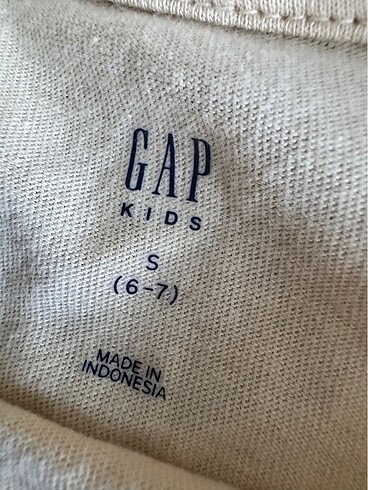 GAP
KIDS
S
(6-7)
MADE IN
INDONESIA